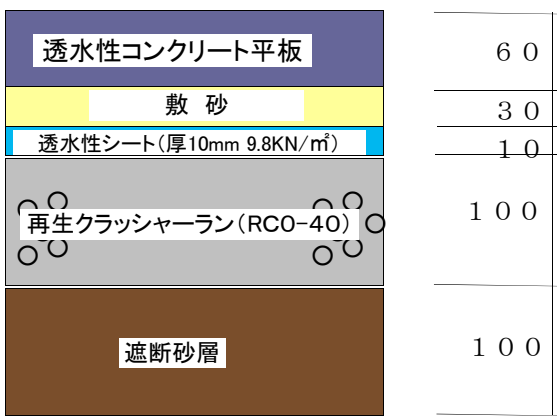 透水性コンクリート平板
６０
敷 砂
３０
透水性シート（厚10mm 9.8KN/㎡）
１０
再生クラッシャーラン（RC0-40）
１００
遮断砂層
１００